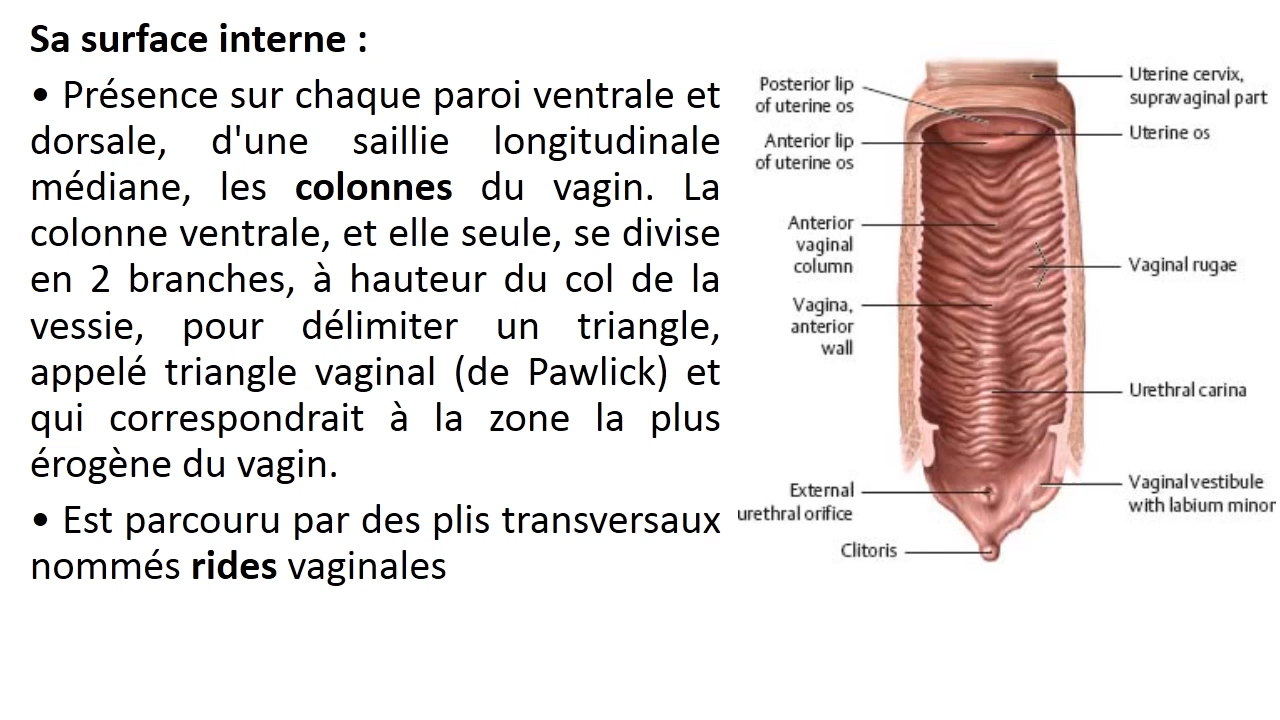 Sa surface interne :
• Présence sur chaque paroi ventrale et
dorsale, d'une saillie longitudinale
médiane, les colonnes du vagin. La
colonne ventrale, et elle seule, se divise
en 2 branches, à hauteur du col de la
vessie, pour délimiter un triangle,
appelé triangle vaginal (de Pawlick) et
qui correspondrait à la zone la plus
érogène du vagin.
• Est parcouru par des plis transversaux
nommés rides vaginales
Posterior lip
of uterine os
Anterior lip
of uterine os
Anterior
vaginal
column
Vagina,
anterior
wall
External
urethral orifice
Clitoris
Uterine cervix,
supravaginal part
Uterine os
Vaginal rugae
Urethral carina
Vaginal vestibule
with labium minor